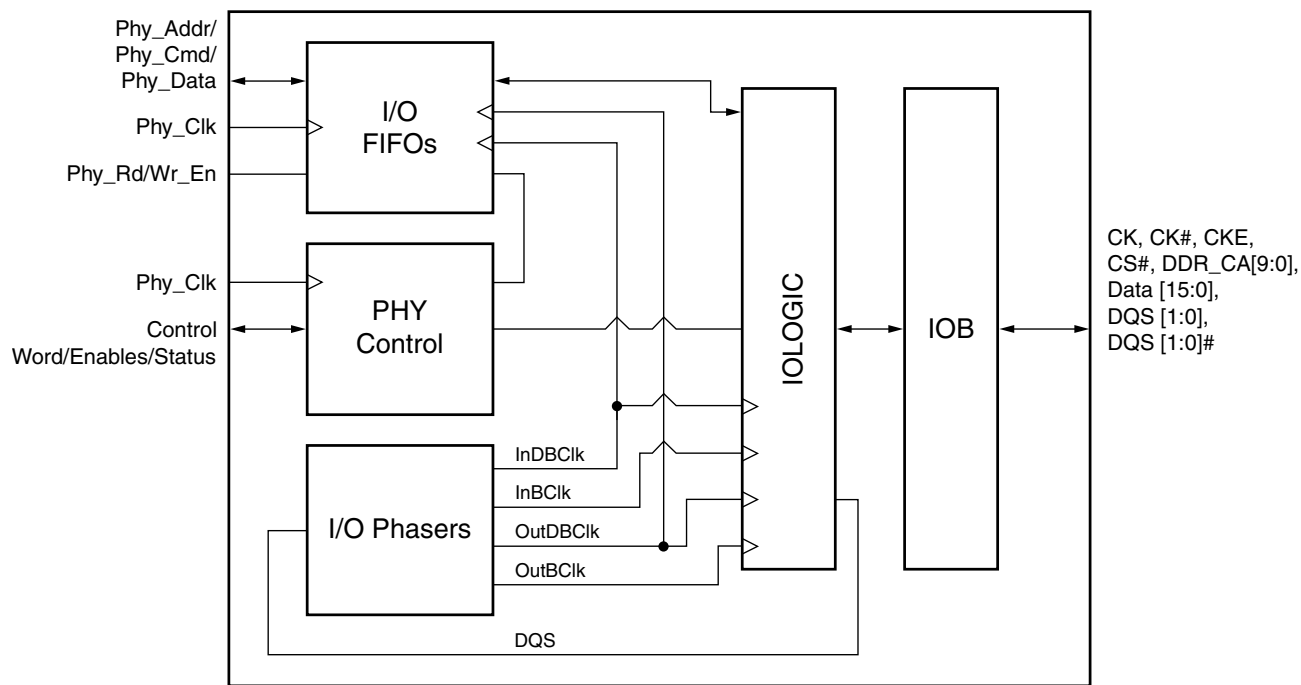 Phy_Addr/
Phy_Cmd/
Phy_Data
Phy_Clk
Phy_Rd/Wr_En
I/O
FIFOs
Phy_Clk
Control
Word/Enables/Status
PHY
Control
I/O Phasers
InDBClk
InBClk
OutDBClk
OutBClk
DQS
IOLOGIC
IOB
CK, CK#, CKE,
CS#, DDR_CA[9:0],
Data [15:0],
DQS [1:0],
DQS [1:0]#